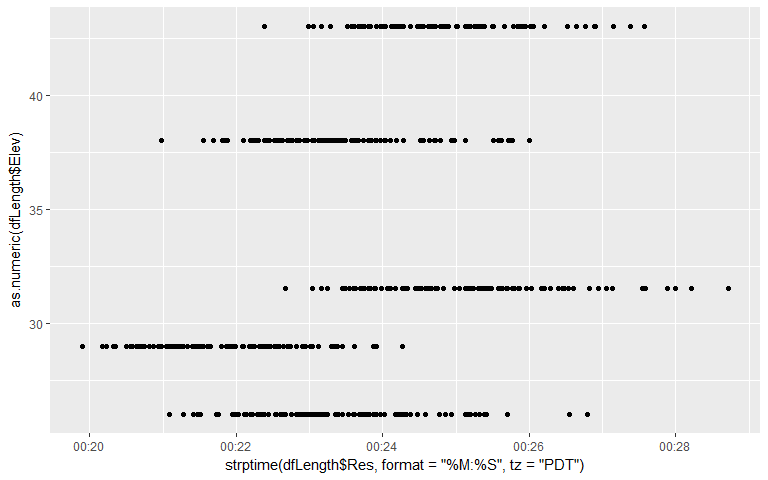 as.numeric(dfLength$Elev)
40
35
30
00:20 00:22 00:24 00:26 00:28
strptime(dfLength$Res, format = "%M:%S", tz = "PDT")